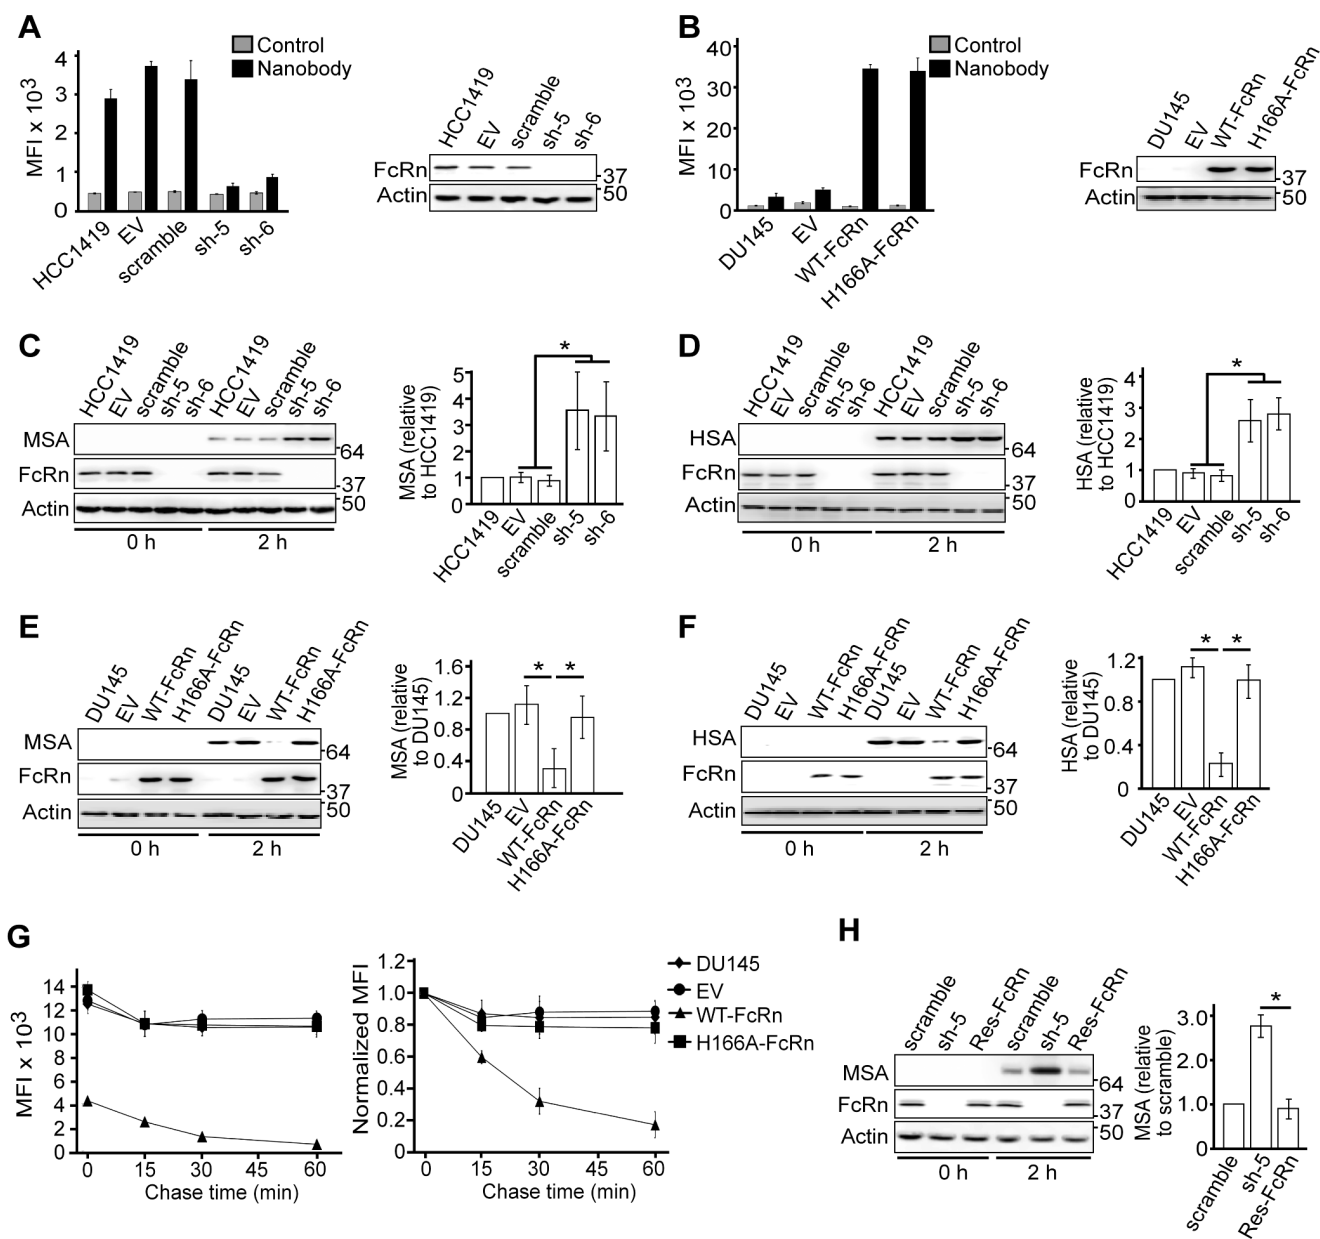 A
Control
Nanobody
MFI x 10³
4
3
2
1
0
HCC1419
EV
scramble
sh-5
sh-6
HCC1419
EV
scramble
sh-5
sh-6
FcRn
37
Actin
50
B
Control
Nanobody
MFI x 10³
40
30
20
10
0
DU145
EV
WT-FcRn
H166A-FcRn
DU145
EV
WT-FcRn
H166A-FcRn
FcRn
37
Actin
50
C
HCC1419
EV
scramble
sh-5
sh-6
HCC1419
EV
scramble
sh-5
sh-6
MSA
64
FcRn
37
Actin
50
0 h
2 h
MSA (relative
to HCC1419)
5
4
3
2
1
0
*
HCC1419
EV
scramble
sh-5
sh-6
D
HCC1419
EV
scramble
sh-5
sh-6
HCC1419
EV
scramble
sh-5
sh-6
HSA
64
FcRn
37
Actin
50
0 h
2 h
HSA (relative
to HCC1419)
4
3
2
1
0
*
HCC1419
EV
scramble
sh-5
sh-6
E
DU145
EV
WT-FcRn
H166A-FcRn
DU145
EV
WT-FcRn
H166A-FcRn
MSA
64
FcRn
37
Actin
50
0 h
2 h
MSA (relative
to DU145)
1.6
1.2
0.8
0.4
0
* *
DU145
EV
WT-FcRn
H166A-FcRn
F
DU145
EV
WT-FcRn
H166A-FcRn
DU145
EV
WT-FcRn
H166A-FcRn
HSA
64
FcRn
37
Actin
50
0 h
2 h
HSA (relative
to DU145)
1.2
0.8
0.4
0
* *
DU145
EV
WT-FcRn
H166A-FcRn
G
MFI x 10³
14
12
10
8
6
4
2
0
0 15 30 45 60
Chase time (min)
Normalized MFI
1.2
1.0
0.8
0.6
0.4
0.2
0
0 15 30 45 60
Chase time (min)
DU145
EV
WT-FcRn
H166A-FcRn
H
scramble
sh-5
Res-FcRn
scramble
sh-5
Res-FcRn
MSA
64
FcRn
37
Actin
50
0 h
2 h
MSA (relative
to scramble)
3.0
2.0
1.0
0
*
scramble
sh-5
Res-FcRn